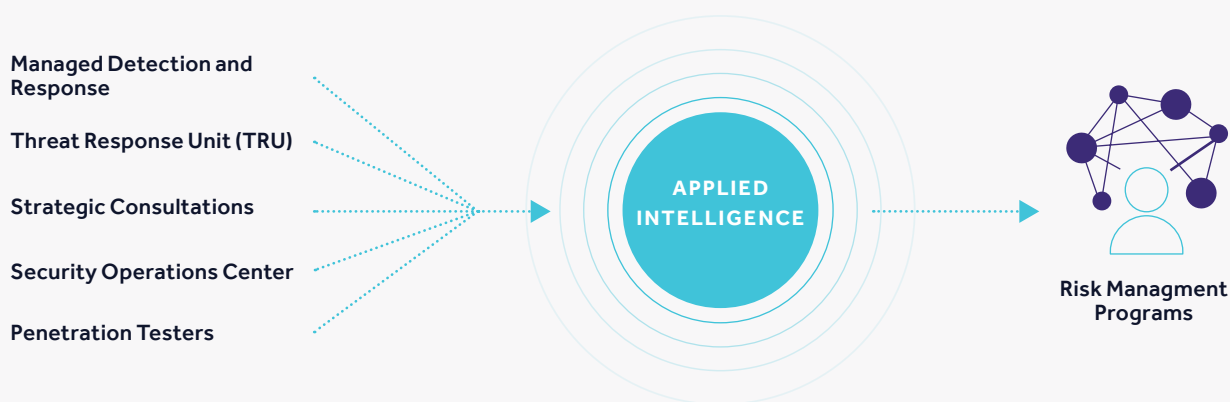 Managed Detection and
Response
Threat Response Unit (TRU)
Strategic Consultations
Security Operations Center
Penetration Testers
APPLIED
INTELLIGENCE
Risk Managment
Programs